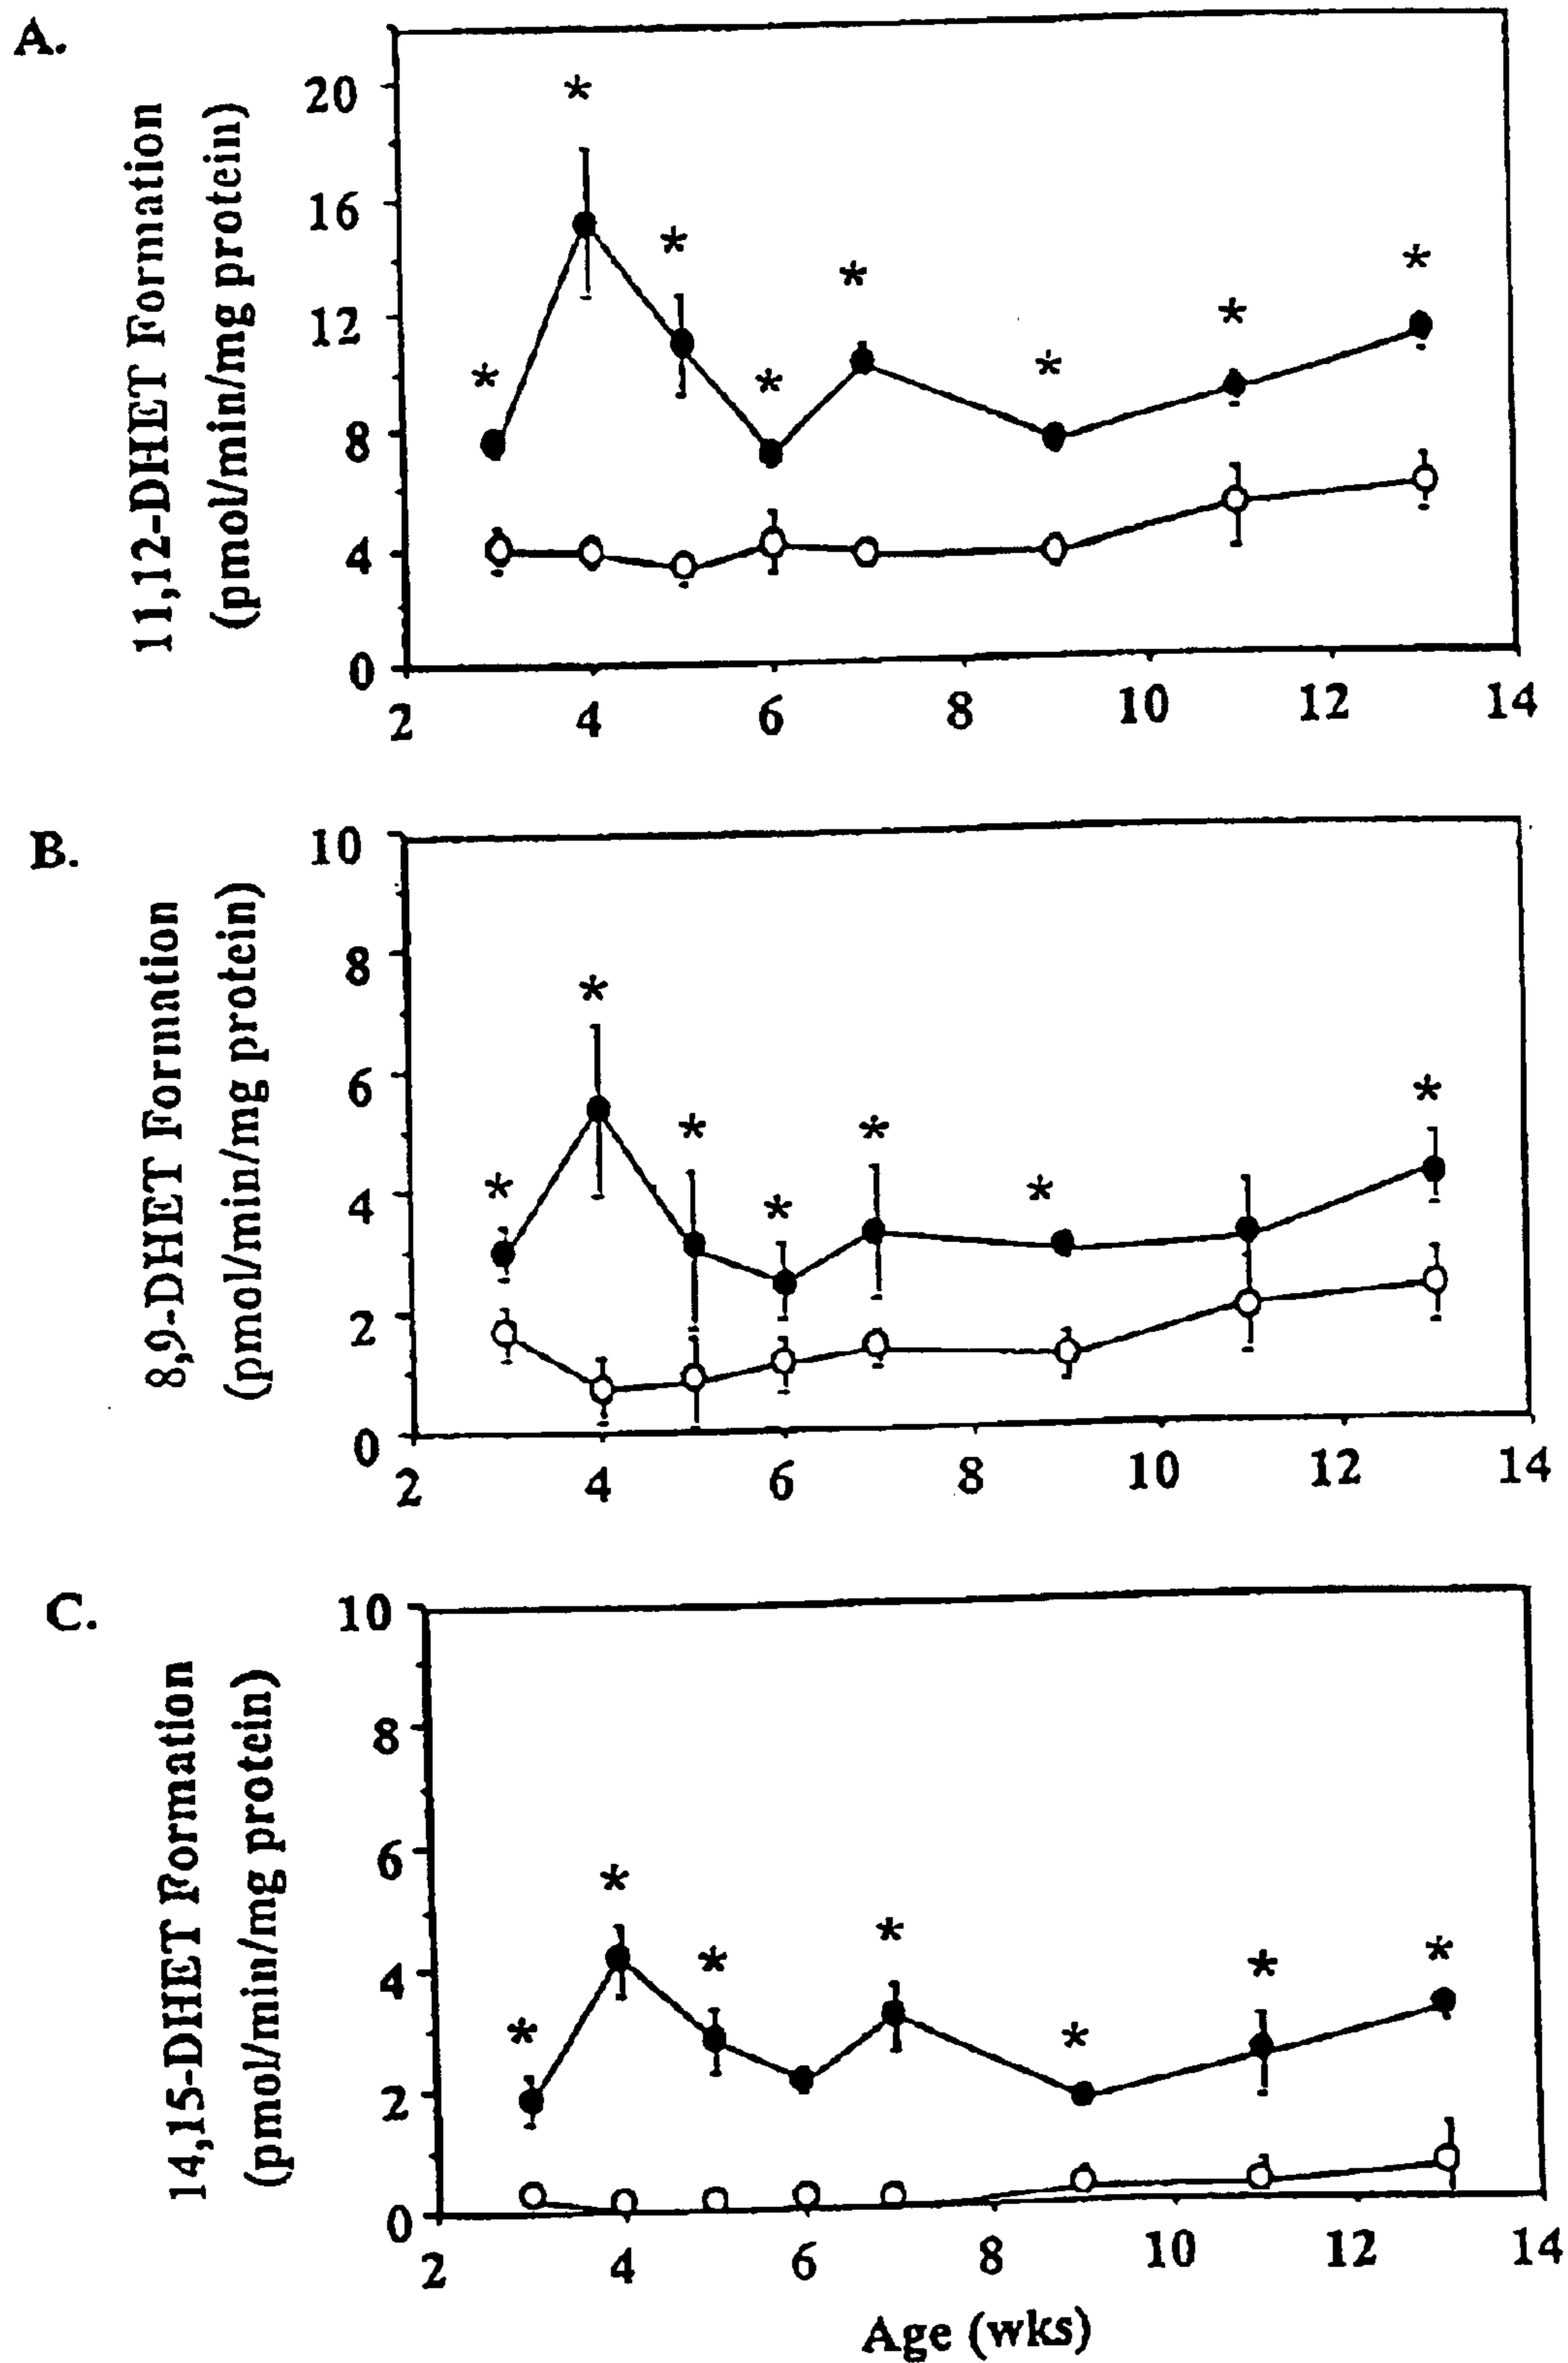 A.
11,12-DHET Formation
(pmol/min/mg protein)
20
16
12
8
4
0
* * * * * * * *
2 4 6 8 10 12 14
B.
8,9-DHET Formation
(pmol/min/mg protein)
10
8
6
4
2
0
* * * * * * *
2 4 6 8 10 12 14
C.
14,15-DHET Formation
(pmol/min/mg protein)
10
8
6
4
2
0
* * * * * * *
2 4 6 8 10 12 14
Age (wks)